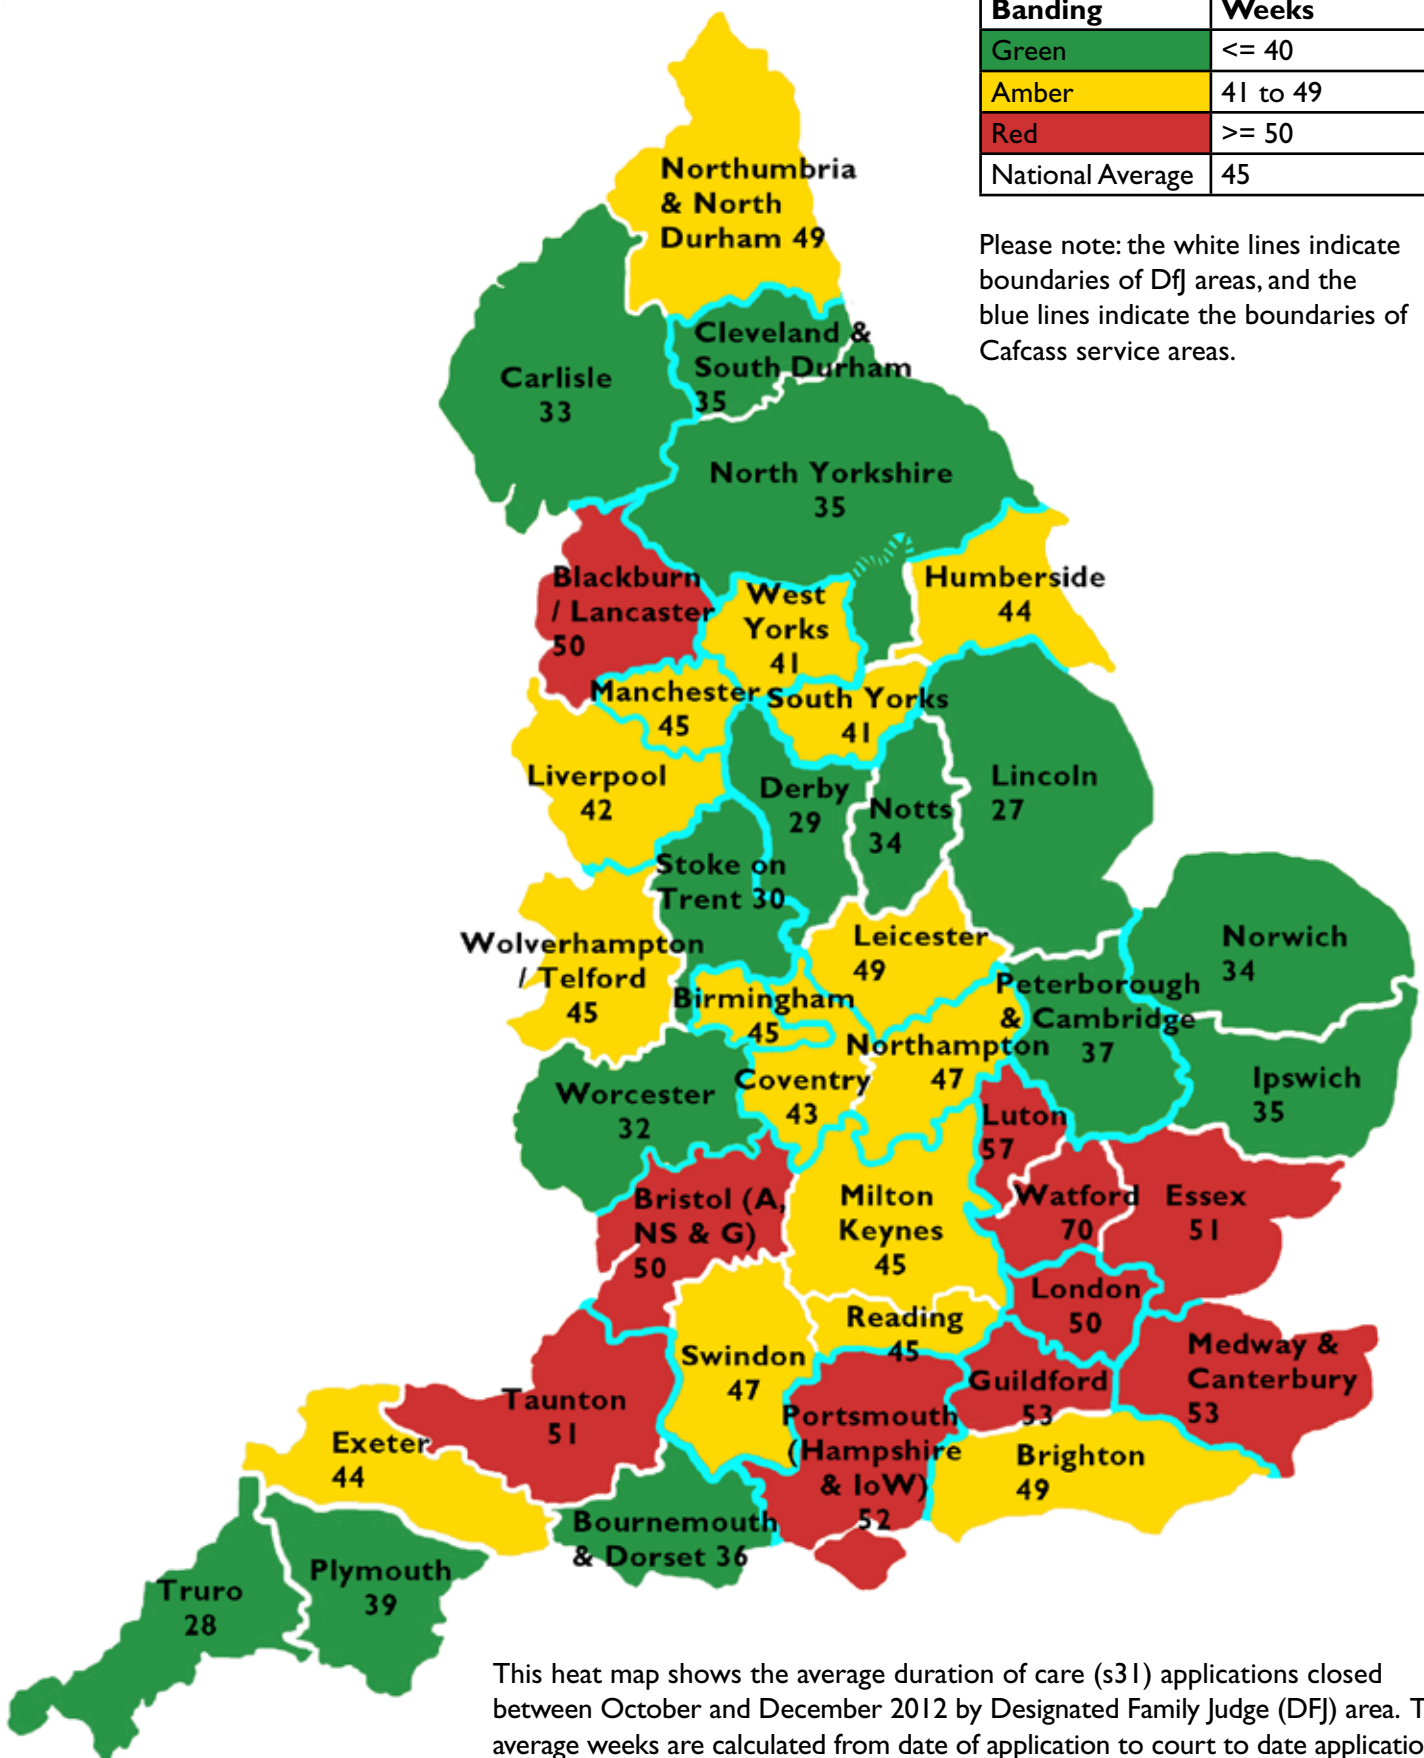 Banding Weeks
Green <= 40
Amber 41 to 49
Red >= 50
National Average 45
Please note: the white lines indicate
boundaries of DfJ areas, and the
blue lines indicate the boundaries of
Cafcass service areas.
Northumbria
& North
Durham 49
Cleveland &
South Durham
35
Carlisle
33
North Yorkshire
35
Blackburn
/ Lancaster
50
West
Yorks
41
Humberside
44
Manchester
45
South Yorks
41
Liverpool
42
Derby
29
Notts
34
Lincoln
27
Stoke on
Trent 30
Wolverhampton
/ Telford
45
Leicester
49
Norwich
34
Birmingham
45
Peterborough
& Cambridge
37
Northampton
47
Coventry
43
Worcester
32
Ipswich
35
Luton
57
Bristol (A,
NS & G)
50
Milton
Keynes
45
Watford
70
Essex
51
London
50
Reading
45
Swindon
47
Medway &
Canterbury
53
Guildford
53
Taunton
51
Portsmouth
(Hampshire
& IoW)
52
Brighton
49
Exeter
44
Bournemouth
& Dorset 36
Plymouth
39
Truro
28
This heat map shows the average duration of care (s31) applications closed
between October and December 2012 by Designated Family Judge (DFJ) area. T
average weeks are calculated from date of application to court to date applicatio